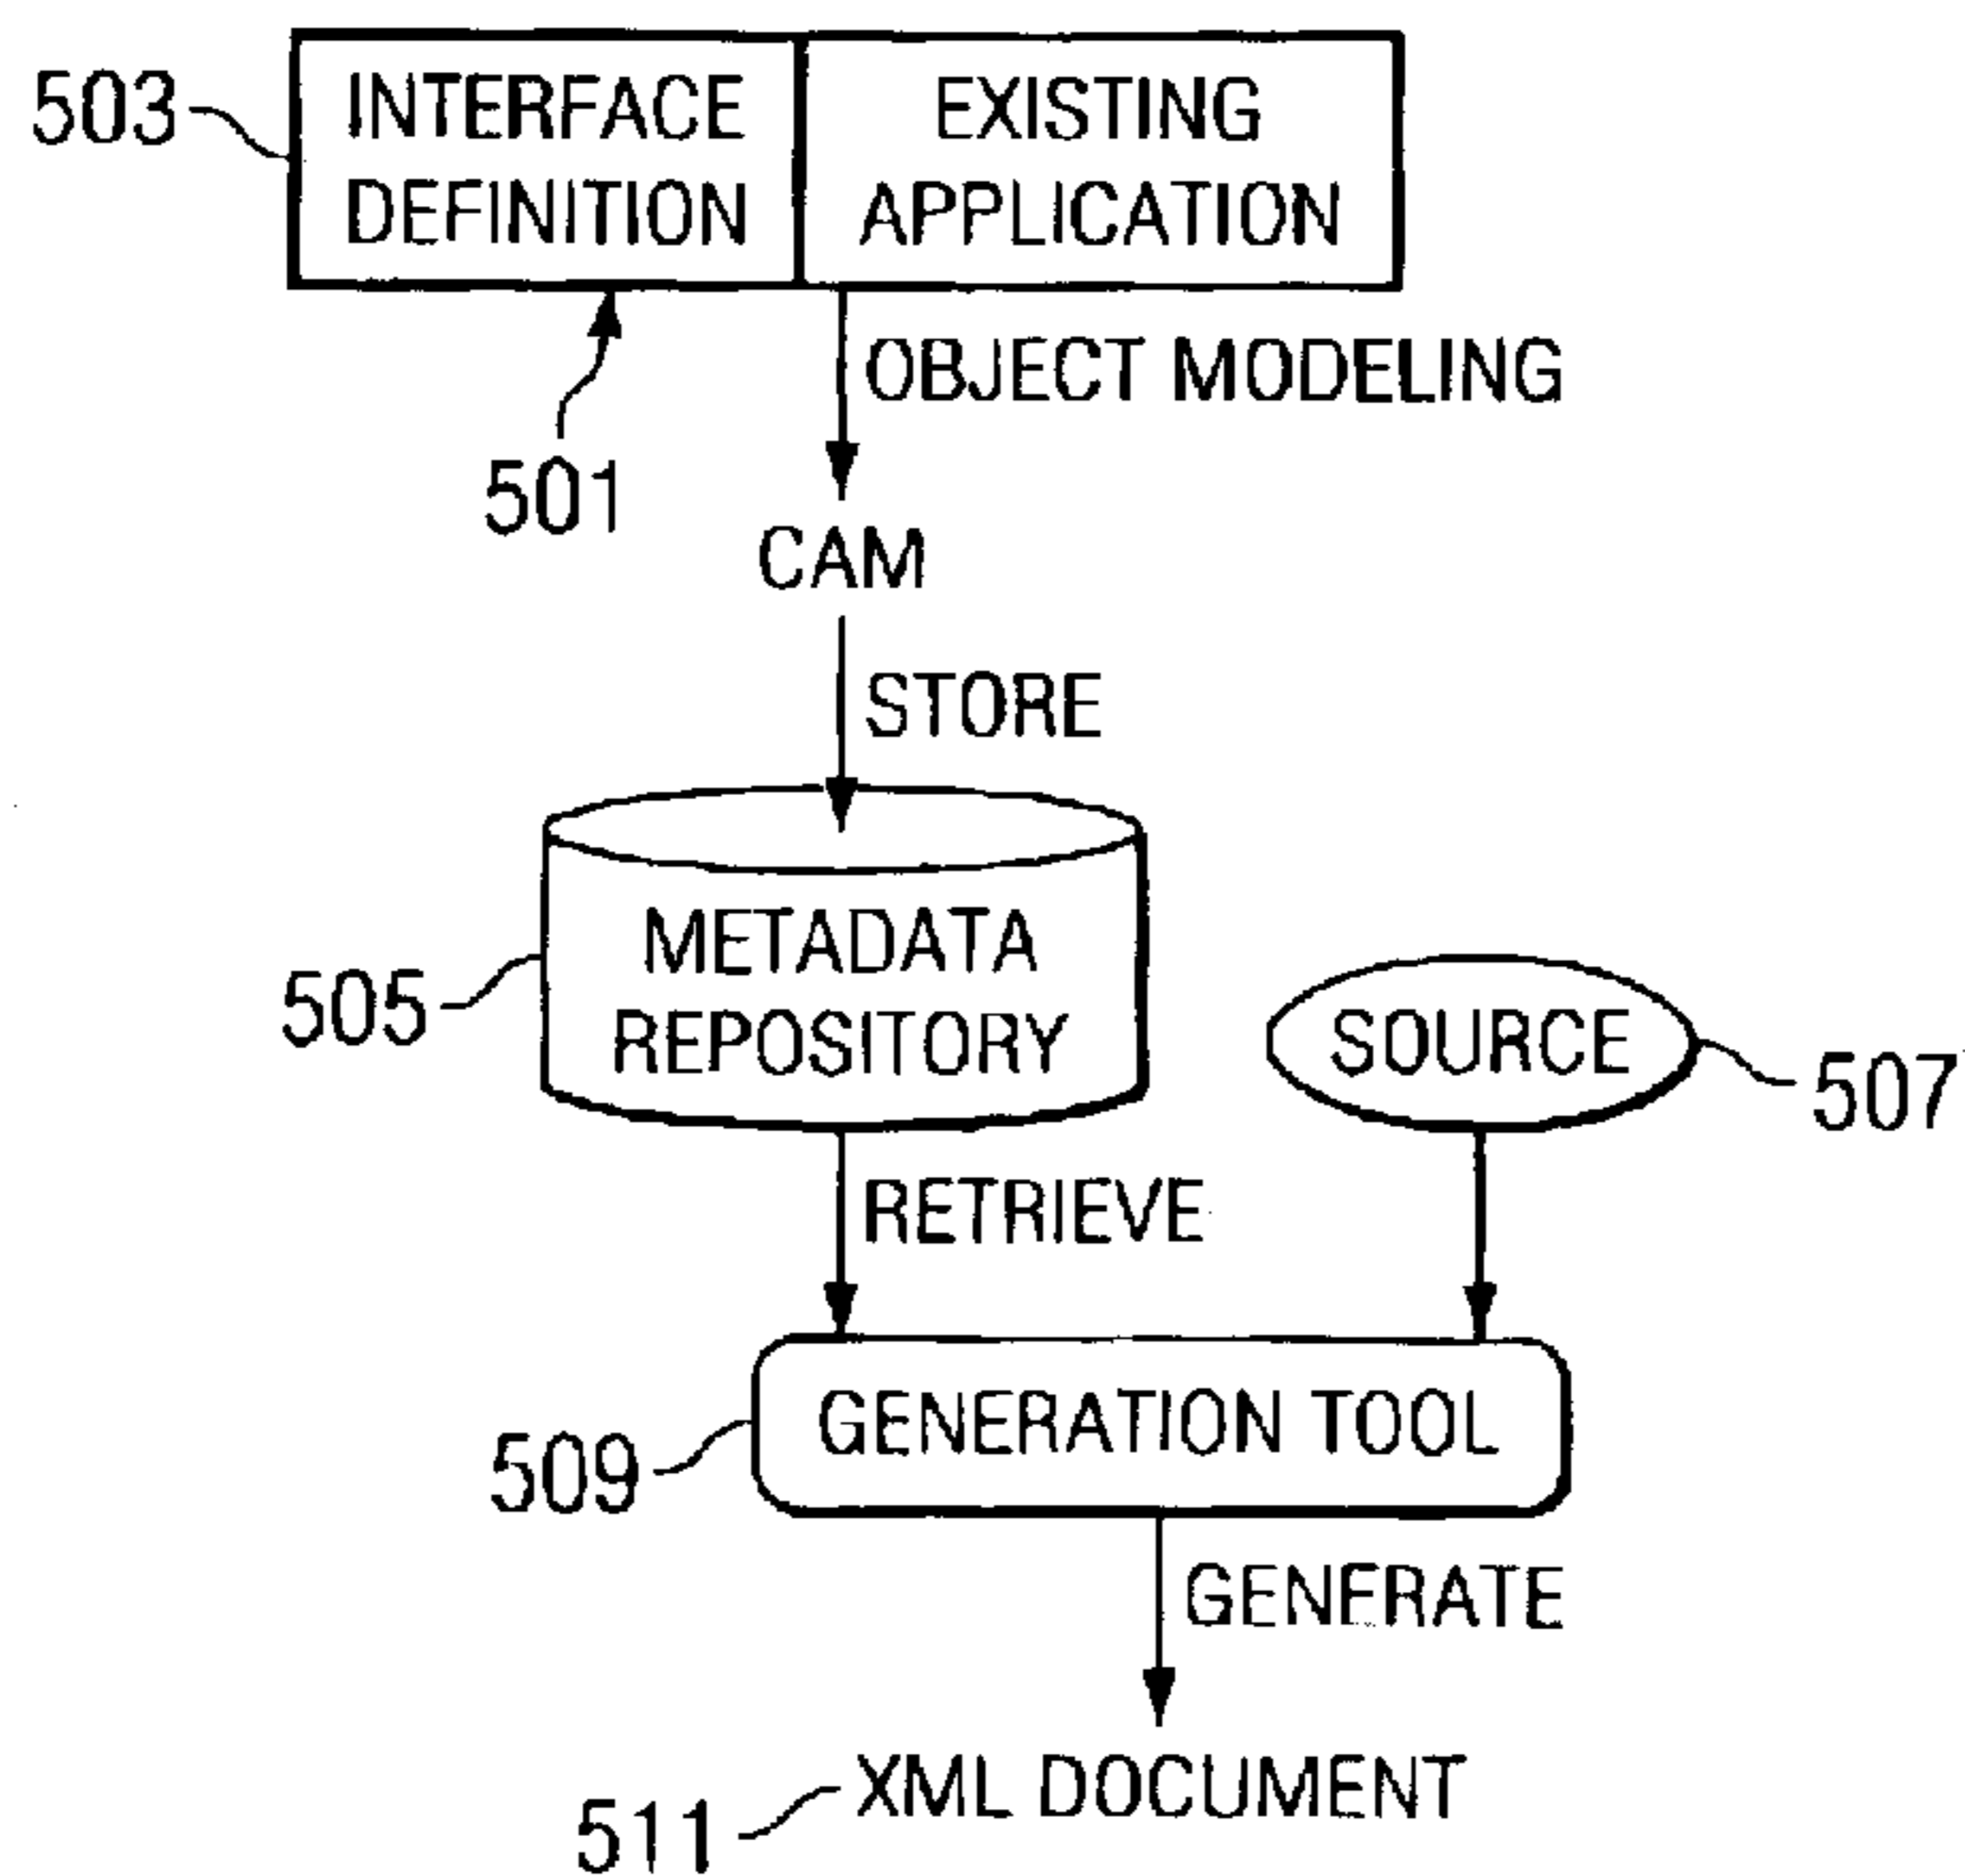 503
INTERFACE
DEFINITION
EXISTING
APPLICATION
OBJECT MODELING
501
CAM
STORE
METADATA
REPOSITORY
505
SOURCE
507
RETRIEVE
GENERATION TOOL
509
GENERATE
XML DOCUMENT
511